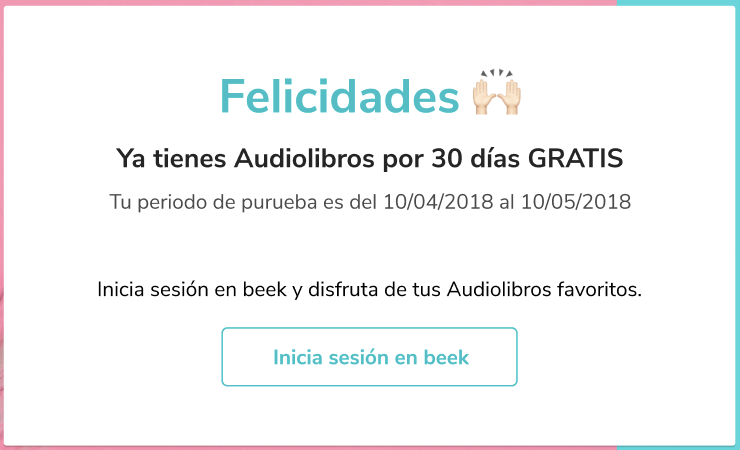 Felicidades 🙌🏻
Ya tienes Audiolibros por 30 días GRATIS
Tu periodo de purueba es del 10/04/2018 al 10/05/2018
Inicia sesión en beek y disfruta de tus Audiolibros favoritos.
Inicia sesión en beek